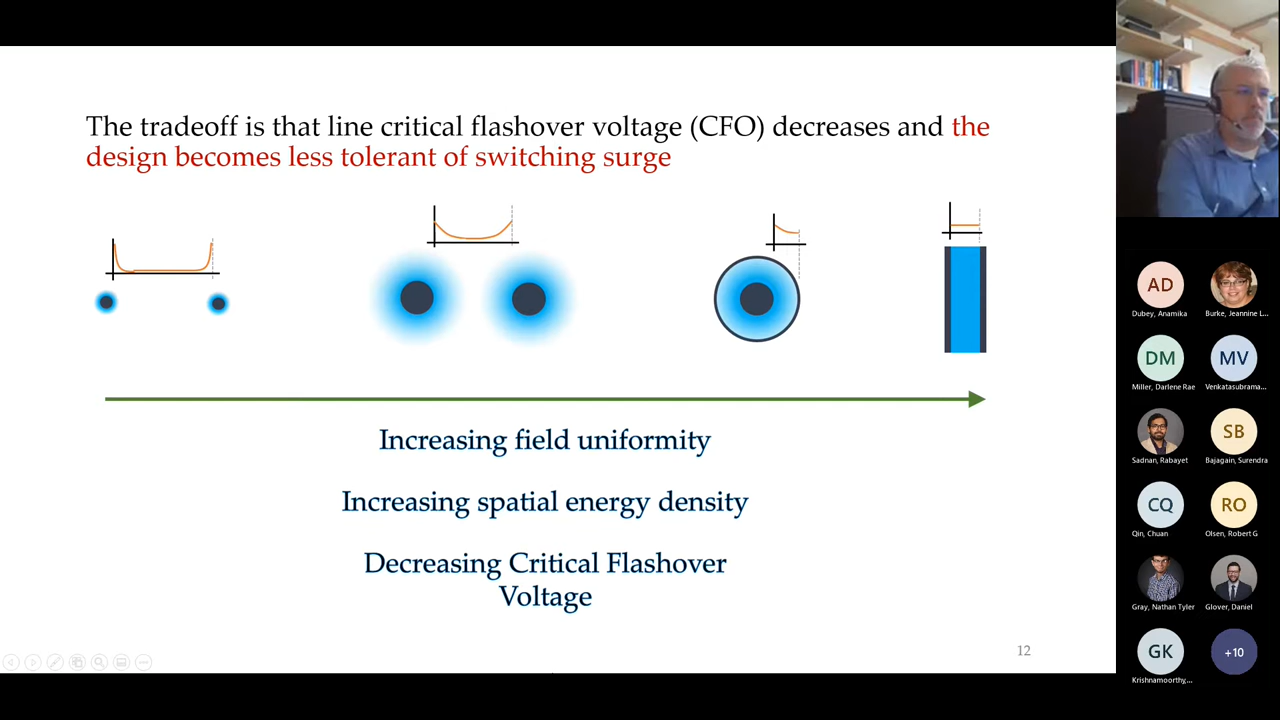 The tradeoff is that line critical flashover voltage (CFO) decreases and the
design becomes less tolerant of switching surge
Increasing field uniformity
Increasing spatial energy density
Decreasing Critical Flashover
Voltage
12
AD
Dubey, Anamika
Burke, Jeannine L...
DM
Miller, Darlene Rae
MV
Venkatasubrama...
Sadnan, Rabayet
SB
Bajagain, Surendra
CQ
Qin, Chuan
RO
Olsen, Robert G
Gray, Nathan Tyler
Glover, Daniel
GK
Krishnamoorthy,...
+10